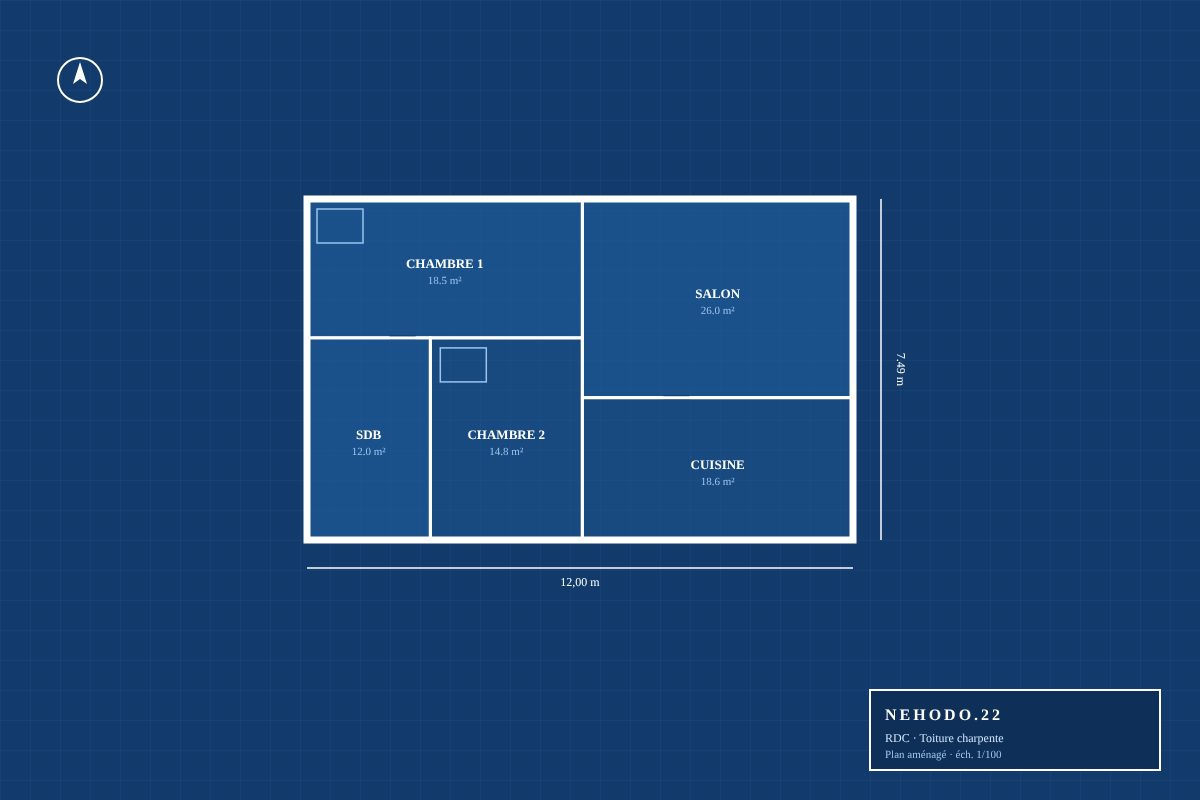 CHAMBRE 1
18.5 m²
SALON
26.0 m²
7.49 m
SDB
12.0 m²
CHAMBRE 2
14.8 m²
CUISINE
18.6 m²
12,00 m
NEHODO.22
RDC · Toiture charpente
Plan aménagé · éch. 1/100